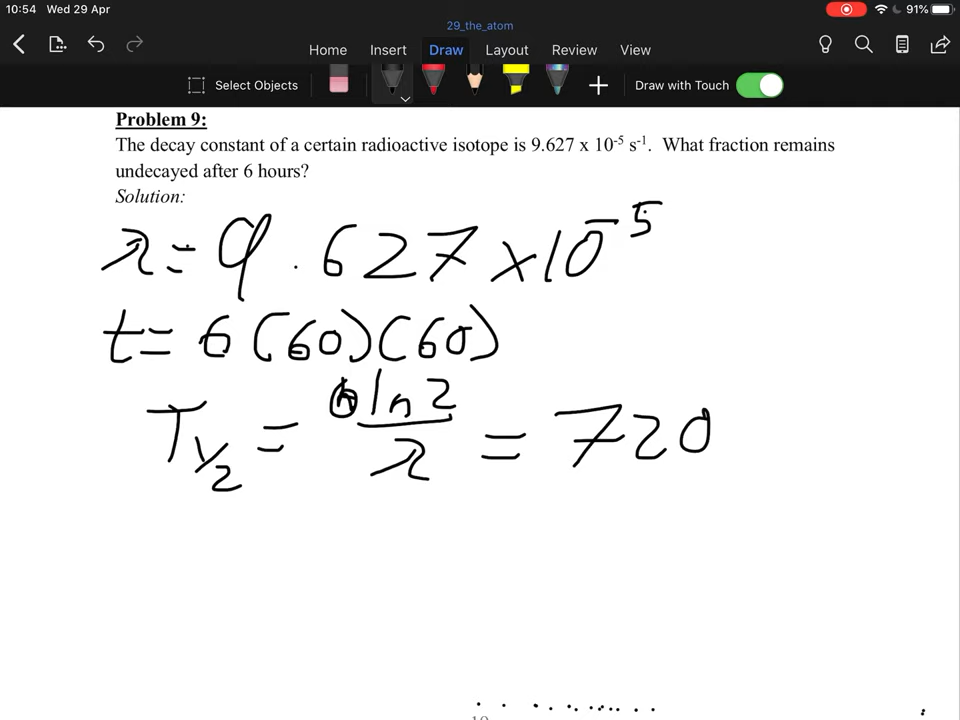 10:54 Wed 29 Apr 91%
29_the_atom
Home Insert Draw Layout Review View
Select Objects Draw with Touch
Problem 9:
The decay constant of a certain radioactive isotope is 9.627 x 10⁻⁵ s⁻¹. What fraction remains
undecayed after 6 hours?
Solution:
λ = 9.627 × 10⁻⁵
t = 6 (60)(60)
T½ = ln 2 / λ = 720